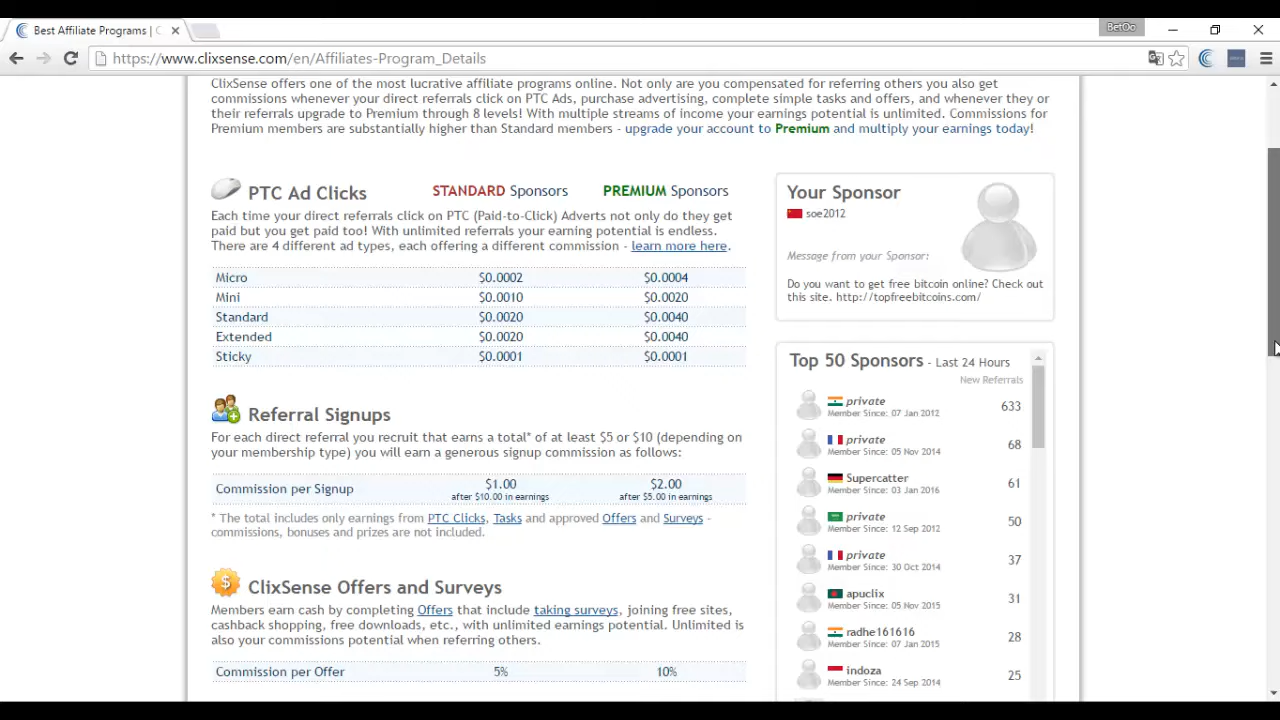 Best Affiliate Programs | C
BetOo
https://www.clixsense.com/en/Affiliates-Program_Details
ClixSense offers one of the most lucrative affiliate programs online. Not only are you compensated for referring others you also get
commissions whenever your direct referrals click on PTC Ads, purchase advertising, complete simple tasks and offers, and whenever they or
their referrals upgrade to Premium through 8 levels! With multiple streams of income your earnings potential is unlimited. Commissions for
Premium members are substantially higher than Standard members - upgrade your account to Premium and multiply your earnings today!
PTC Ad Clicks STANDARD Sponsors PREMIUM Sponsors
Each time your direct referrals click on PTC (Paid-to-Click) Adverts not only do they get
paid but you get paid too! With unlimited referrals your earning potential is endless.
There are 4 different ad types, each offering a different commission - learn more here.
Micro $0.0002 $0.0004
Mini $0.0010 $0.0020
Standard $0.0020 $0.0040
Extended $0.0020 $0.0040
Sticky $0.0001 $0.0001
Referral Signups
For each direct referral you recruit that earns a total* of at least $5 or $10 (depending on
your membership type) you will earn a generous signup commission as follows:
Commission per Signup $1.00 $2.00
after $10.00 in earnings after $5.00 in earnings
* The total includes only earnings from PTC Clicks, Tasks and approved Offers and Surveys -
commissions, bonuses and prizes are not included.
ClixSense Offers and Surveys
Members earn cash by completing Offers that include taking surveys, joining free sites,
cashback shopping, free downloads, etc., with unlimited earnings potential. Unlimited is
also your commissions potential when referring others.
Commission per Offer 5% 10%
Your Sponsor
soe2012
Message from your Sponsor:
Do you want to get free bitcoin online? Check out
this site. http://topfreebitcoins.com/
Top 50 Sponsors - Last 24 Hours
New Referrals
private 633
Member Since: 07 Jan 2012
private 68
Member Since: 05 Nov 2014
Supercatter 61
Member Since: 03 Jan 2016
private 50
Member Since: 12 Sep 2012
private 37
Member Since: 30 Oct 2014
apuclix 31
Member Since: 05 Nov 2015
radhe161616 28
Member Since: 07 Jan 2015
indoza 25
Member Since: 24 Sep 2014